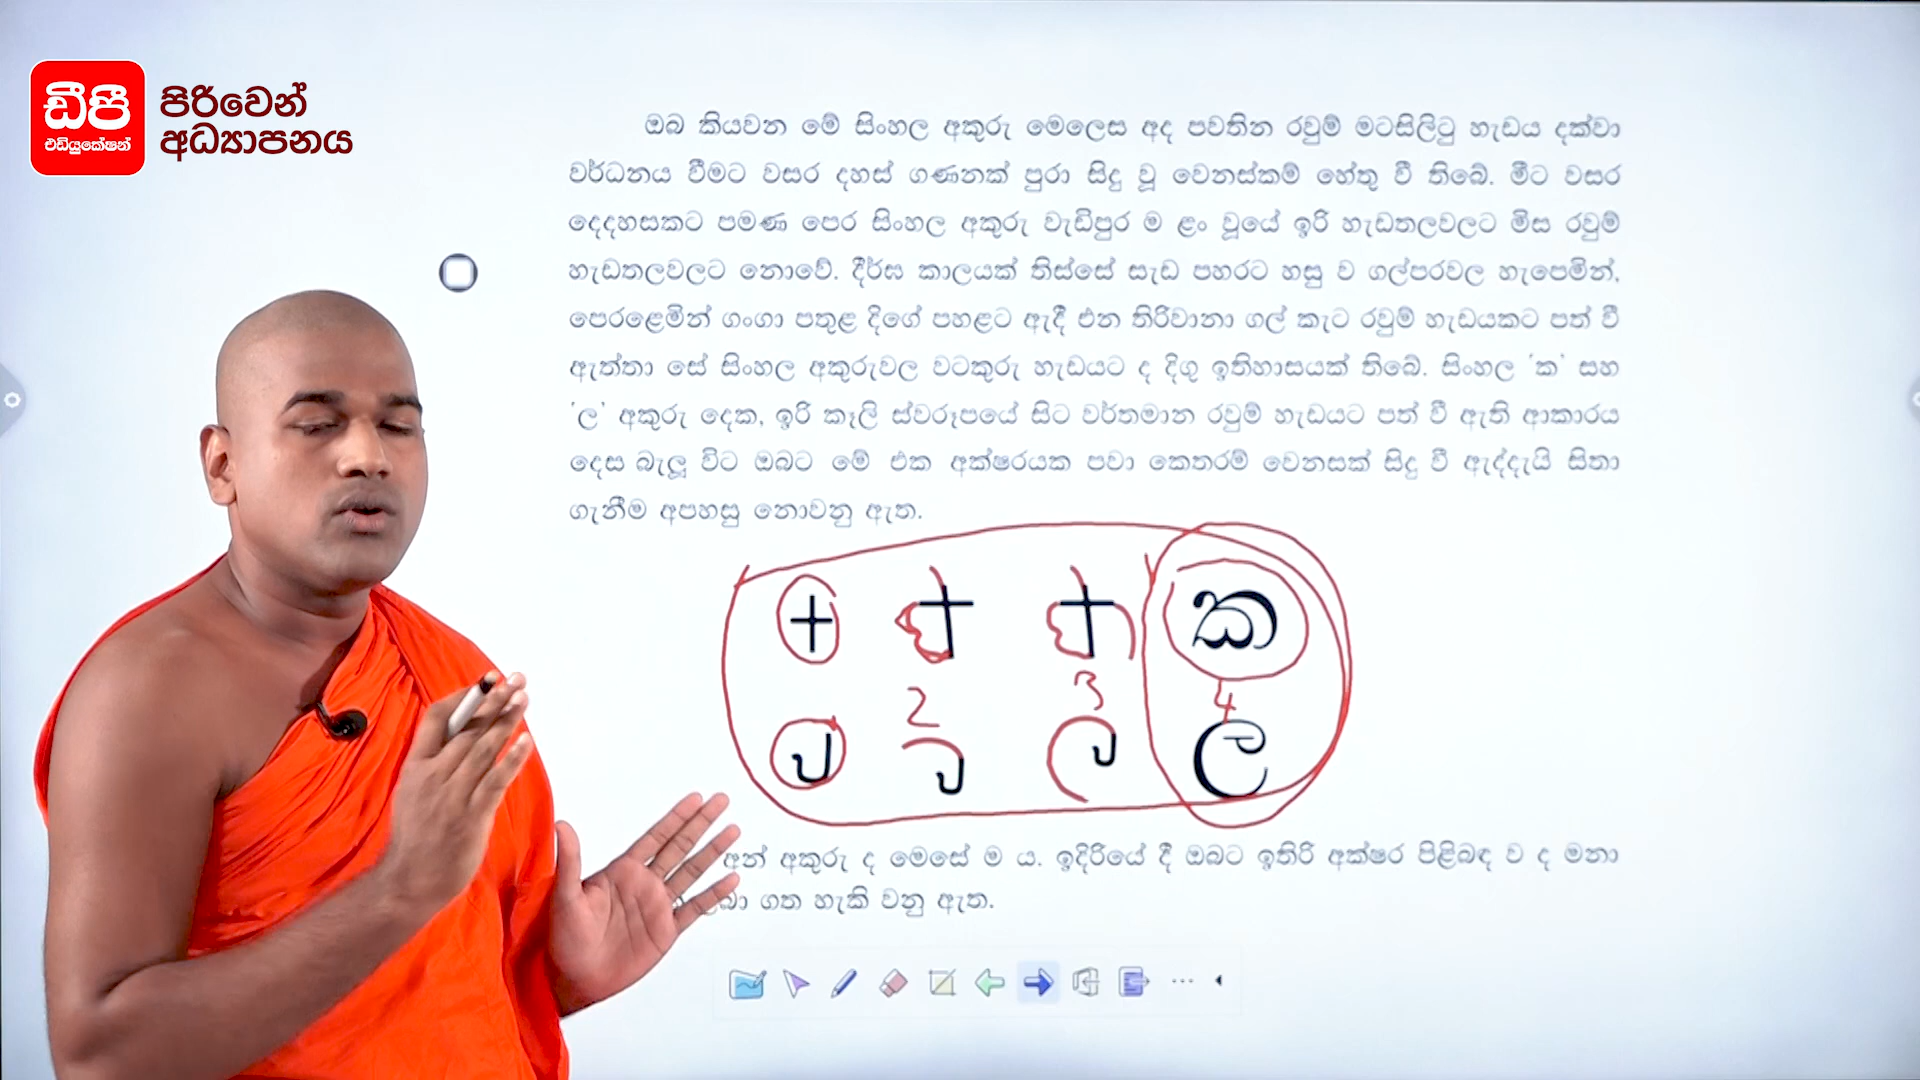 ඩීපී
එඩියුකේෂන්
පිරිවෙන්
අධ්‍යාපනය
ඔබ කියවන මේ සිංහල අකුරු මෙලෙස අද පවතින රවුම් මටසිලිටු හැඩය දක්වා
වර්ධනය වීමට වසර දහස් ගණනක් පුරා සිදු වූ වෙනස්කම් හේතු වී තිබේ. මීට වසර
දෙදහසකට පමණ පෙර සිංහල අකුරු වැඩිපුර ම ළං වූයේ ඉරි හැඩතලවලට මිස රවුම්
හැඩතලවලට නොවේ. දීර්ඝ කාලයක් තිස්සේ සැඩ පහරට හසු ව ගල්පරවල හැපෙමින්,
පෙරළෙමින් ගංගා පතුළ දිගේ පහළට ඇදී එන තිරිවානා ගල් කැට රවුම් හැඩයකට පත් වී
ඇත්තා සේ සිංහල අකුරුවල වටකුරු හැඩයට ද දිගු ඉතිහාසයක් තිබේ. සිංහල 'ක' සහ
'ල' අකුරු දෙක, ඉරි කෑලි ස්වරූපයේ සිට වර්තමාන රවුම් හැඩයට පත් වී ඇති ආකාරය
දෙස බැලූ විට ඔබට මේ එක අක්ෂරයක පවා කෙතරම් වෙනසක් සිදු වී ඇද්දැයි සිතා
ගැනීම අපහසු නොවනු ඇත.
ක
2 3 4
ල
අන් අකුරු ද මෙසේ ම ය. ඉදිරියේ දී ඔබට ඉතිරි අක්ෂර පිළිබඳ ව ද මනා
ගත හැකි වනු ඇත.